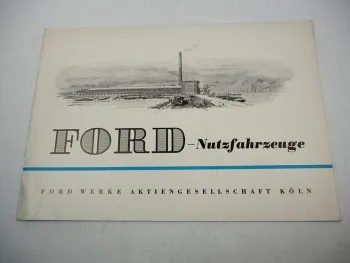 FORD-Nutzfahrzeuge
FORD WERKE AKTIENGESELLSCHAFT KÖLN